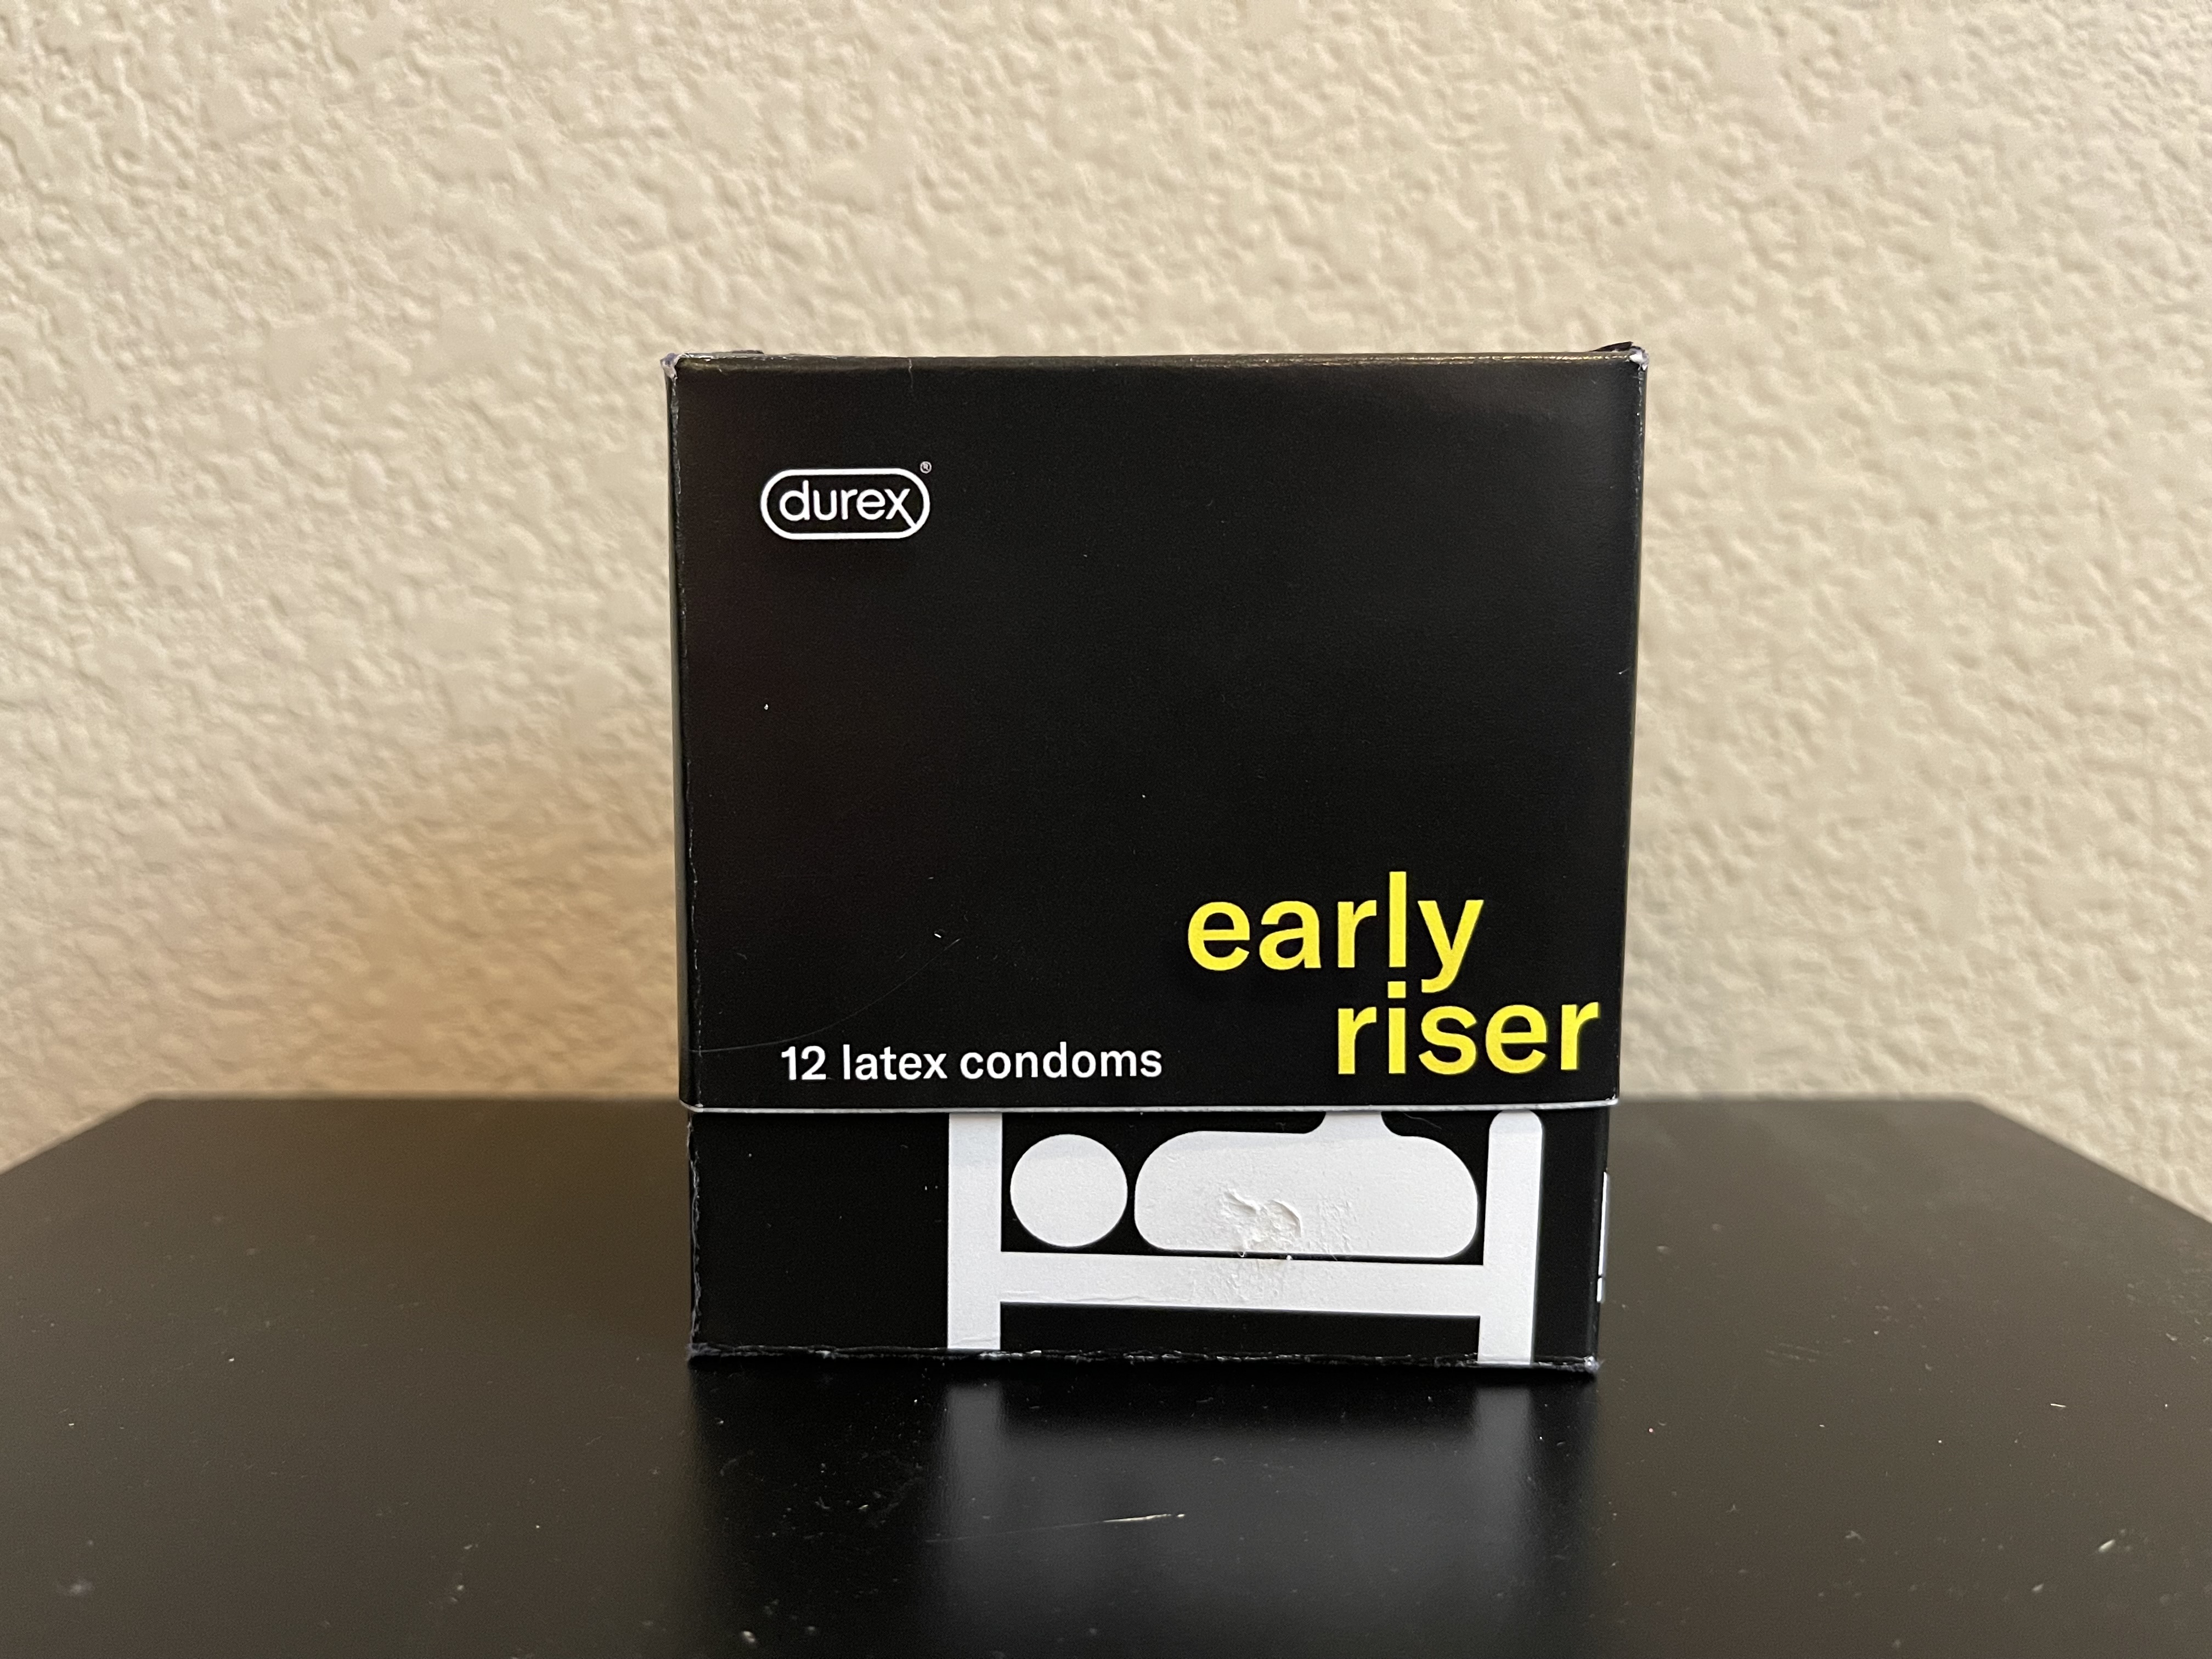 durex®
early
riser
12 latex condoms